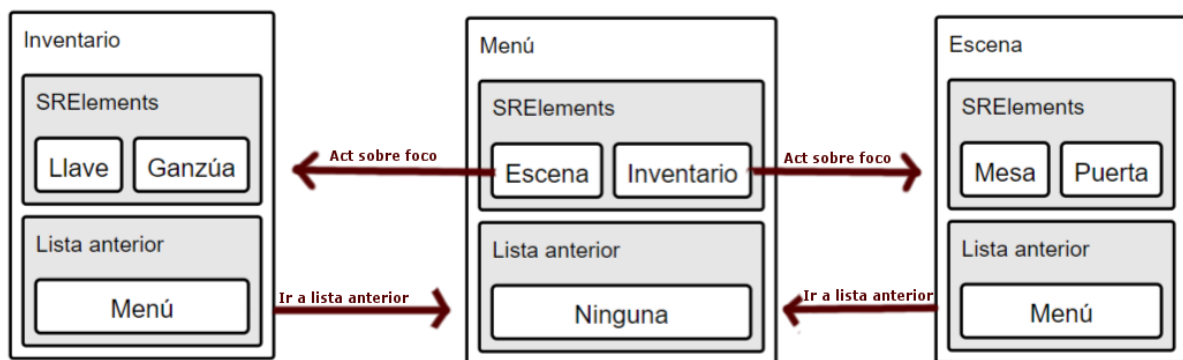 Inventario
SRElements
Llave
Ganzúa
Lista anterior
Menú
Act sobre foco
Ir a lista anterior
Menú
SRElements
Escena
Inventario
Lista anterior
Ninguna
Act sobre foco
Ir a lista anterior
Escena
SRElements
Mesa
Puerta
Lista anterior
Menú